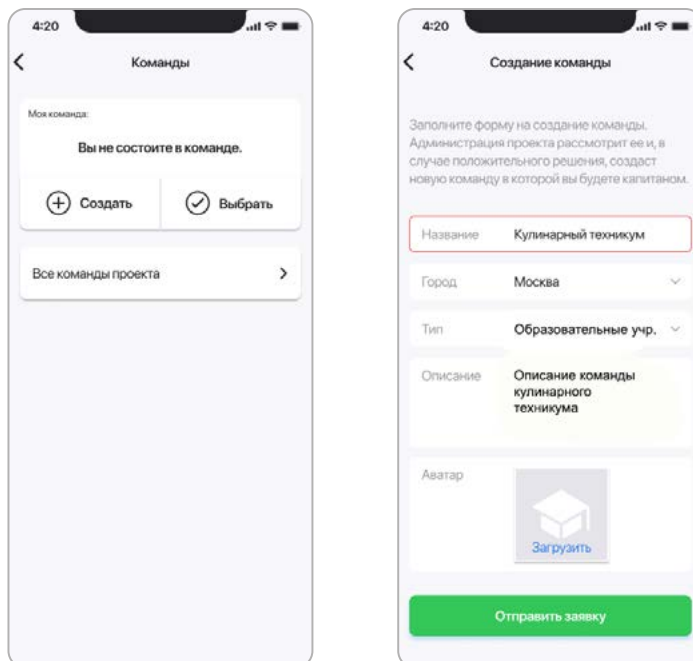 4:20
Команды
Моя команда:
Вы не состоите в команде.
Создать
Выбрать
Все команды проекта
4:20
Создание команды
Заполните форму на создание команды.
Администрация проекта рассмотрит ее и, в
случае положительного решения, создаст
новую команду в которой вы будете капитаном.
Название Кулинарный техникум
Город Москва
Тип Образовательные учр.
Описание Описание команды
кулинарного
техникума
Аватар
Загрузить
Отправить заявку